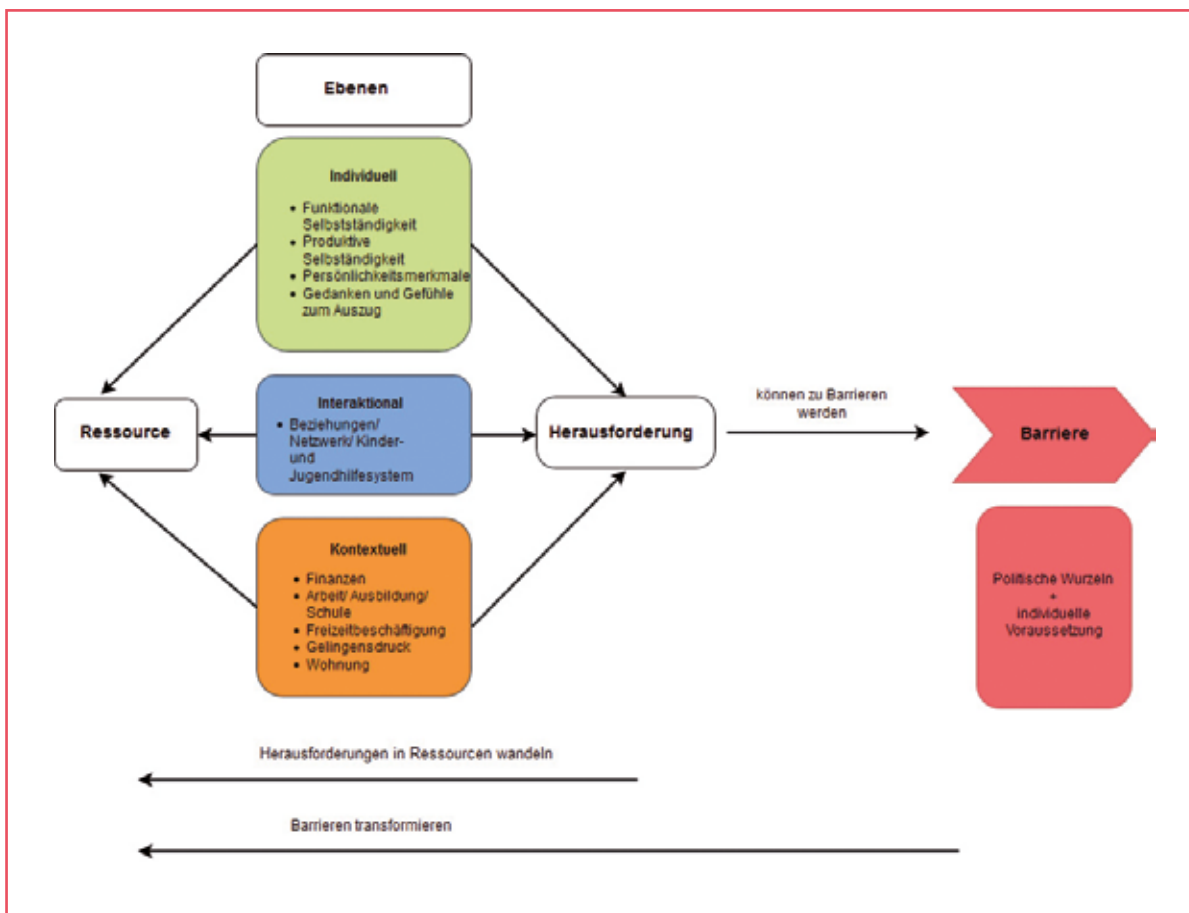 Ebenen
Individuell
• Funktionale
Selbstständigkeit
• Produktive
Selbständigkeit
• Persönlichkeitsmerkmale
• Gedanken und Gefühle
zum Auszug
Ressource
Interaktional
• Beziehungen/
Netzwerk/ Kinder-
und
Jugendhilfesystem
Herausforderung
können zu Barrieren
werden
Barriere
Kontextuell
• Finanzen
• Arbeit/ Ausbildung/
Schule
• Freizeitbeschäftigung
• Gelingensdruck
• Wohnung
Politische Wurzeln
+
individuelle
Voraussetzung
Herausforderungen in Ressourcen wandeln
Barrieren transformieren